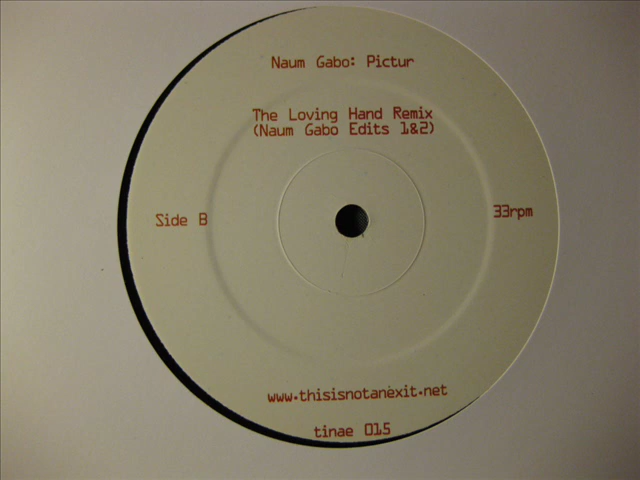 Naum Gabo: Pictur
The Loving Hand Remix
(Naum Gabo Edits 1&2)
Side B
33rpm
www.thisisnotanexit.net
tinae 015